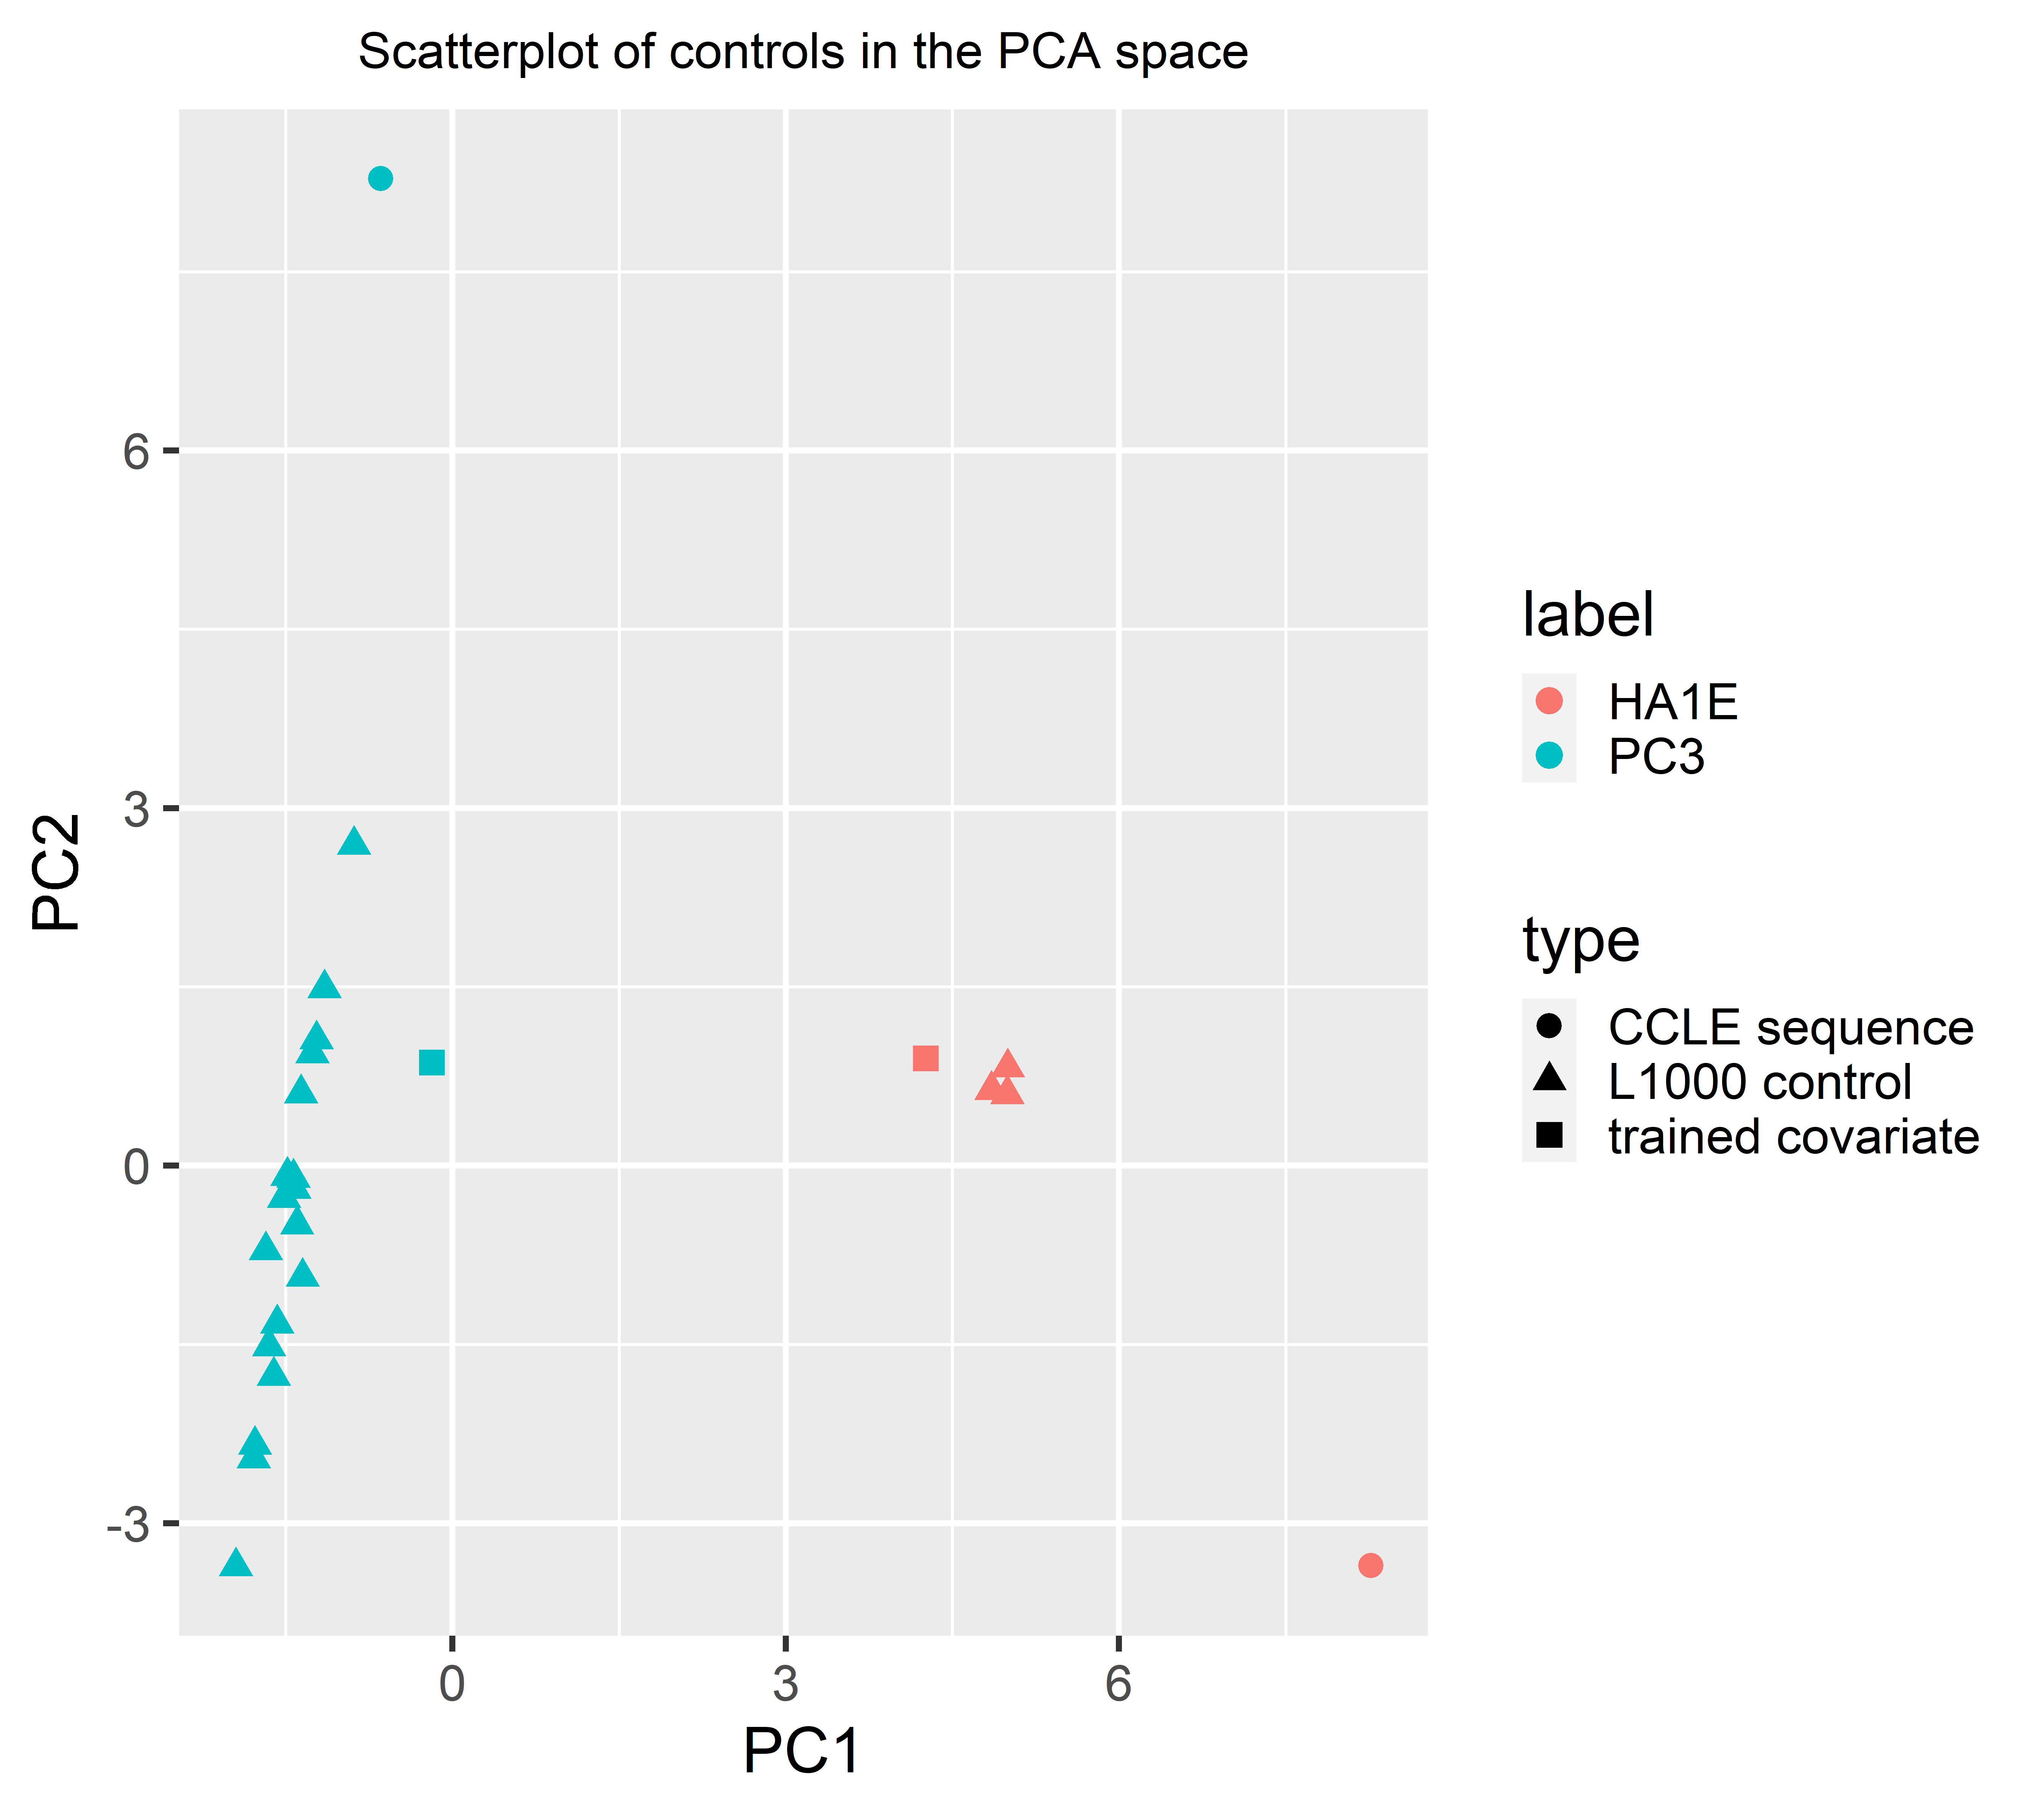 Scatterplot of controls in the PCA space
PC2
6
3
0
-3
0 3 6
PC1
label
HA1E
PC3
type
CCLE sequence
L1000 control
trained covariate